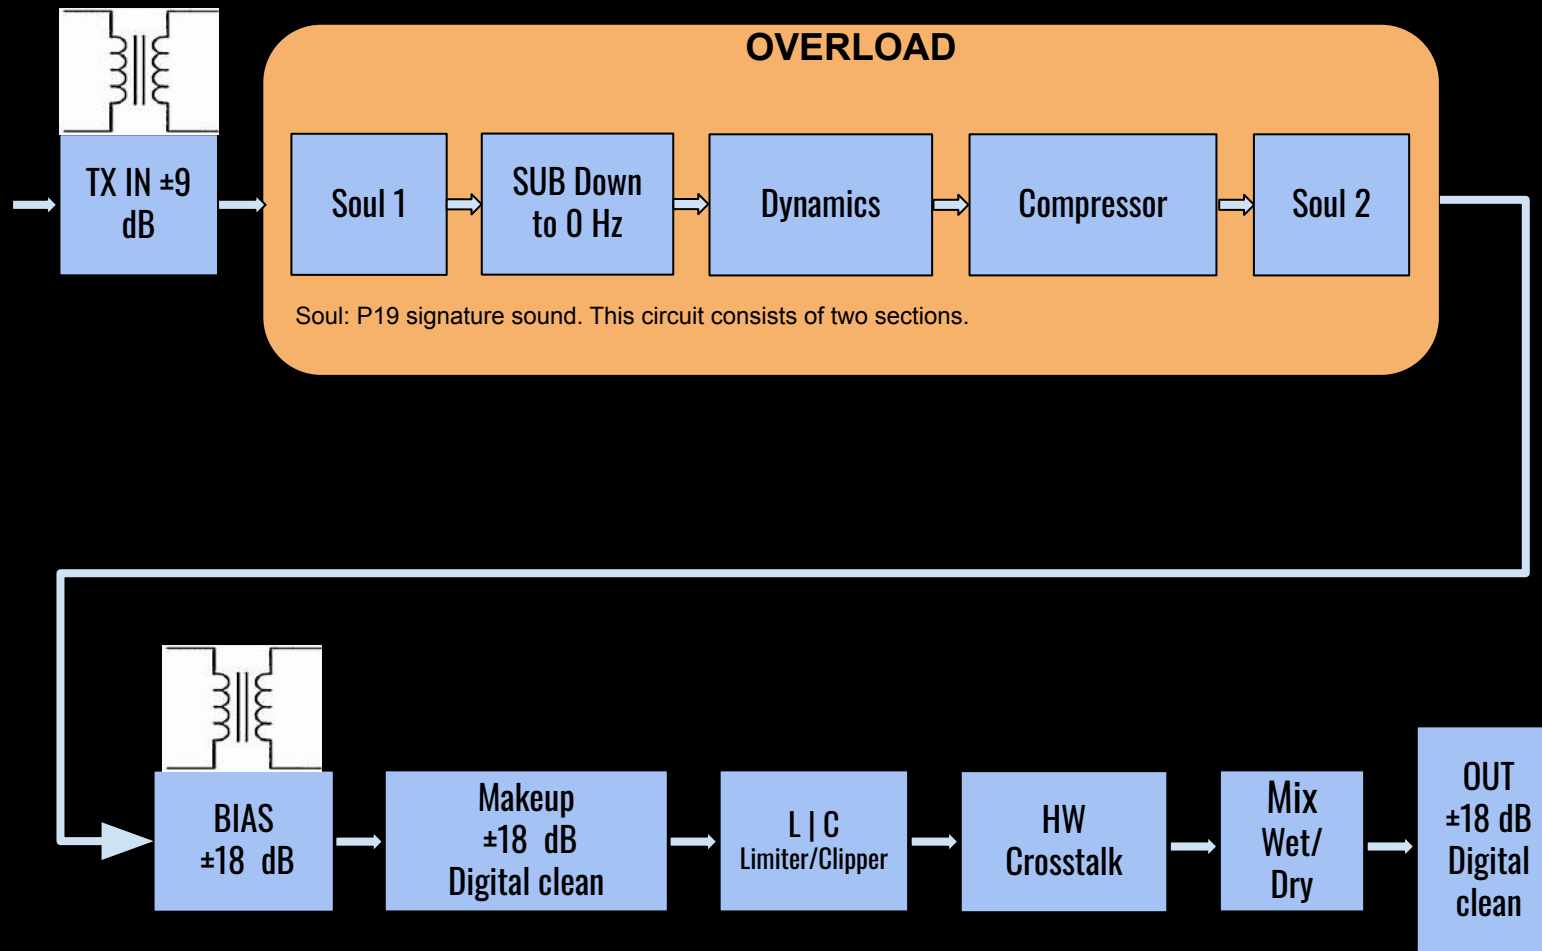 OVERLOAD
TX IN ±9
dB
Soul 1
SUB Down
to 0 Hz
Dynamics
Compressor
Soul 2
Soul: P19 signature sound. This circuit consists of two sections.
BIAS
±18 dB
Makeup
±18 dB
Digital clean
L | C
Limiter/Clipper
HW
Crosstalk
Mix
Wet/
Dry
OUT
±18 dB
Digital
clean